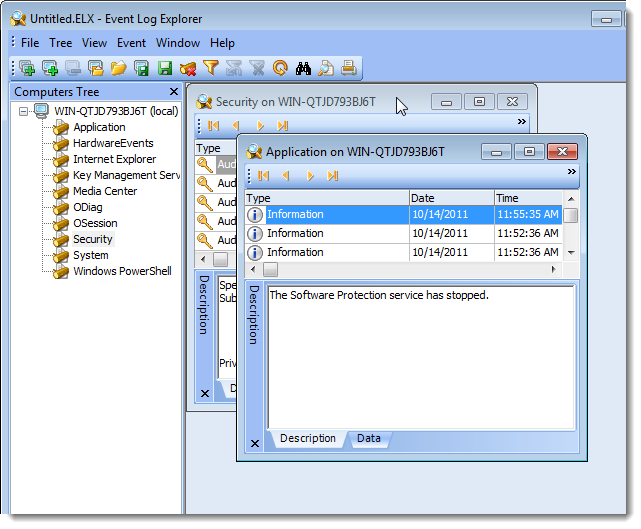 Untitled.ELX - Event Log Explorer
File Tree View Event Window Help
Computers Tree
WIN-QTJD793BJ6T (local)
Application
HardwareEvents
Internet Explorer
Key Management Serv
Media Center
ODiag
OSession
Security
System
Windows PowerShell
Security on WIN-QTJD793BJ6T
Type
Aud
Aud
Aud
Aud
Aud
Description
Spe
Sub
Priv
D
Application on WIN-QTJD793BJ6T
Type Date Time
Information 10/14/2011 11:55:35 AM
Information 10/14/2011 11:52:36 AM
Information 10/14/2011 11:52:36 AM
Description
The Software Protection service has stopped.
Description Data